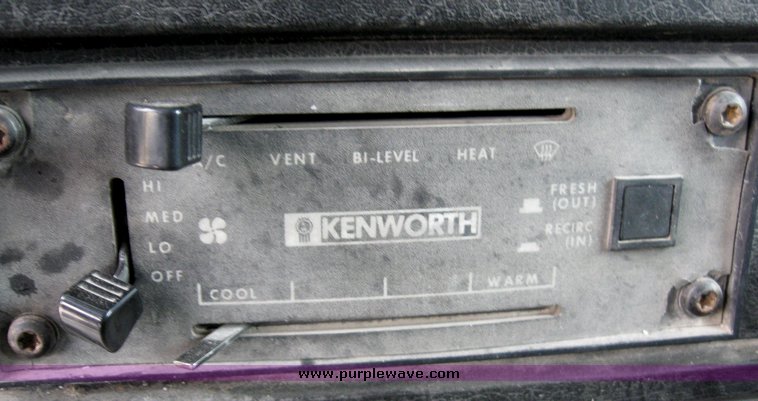 /C VENT BI-LEVEL HEAT
HI
MED
LO
OFF
KENWORTH
FRESH
(OUT)
RECIRC
(IN)
COOL WARM
www.purplewave.com